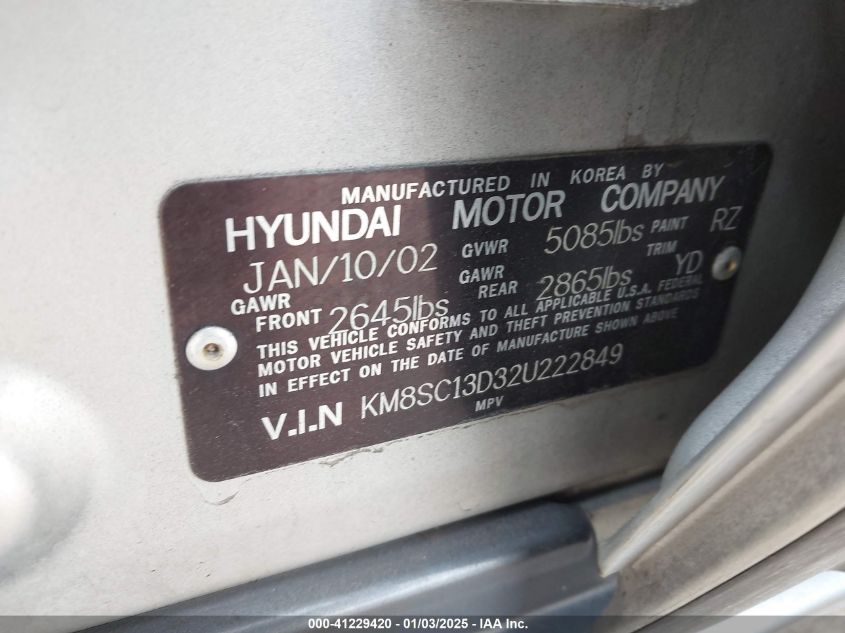 MANUFACTURED IN KOREA BY
HYUNDAI MOTOR COMPANY
JAN/10/02 GVWR 5085lbs PAINT RZ
GAWR FRONT 2645lbs GAWR REAR 2865lbs TRIM YD
THIS VEHICLE CONFORMS TO ALL APPLICABLE U.S.A. FEDERAL
MOTOR VEHICLE SAFETY AND THEFT PREVENTION STANDARDS
IN EFFECT ON THE DATE OF MANUFACTURE SHOWN ABOVE
V.I.N KM8SC13D32U222849
MPV
000-41229420 - 01/03/2025 - IAA Inc.